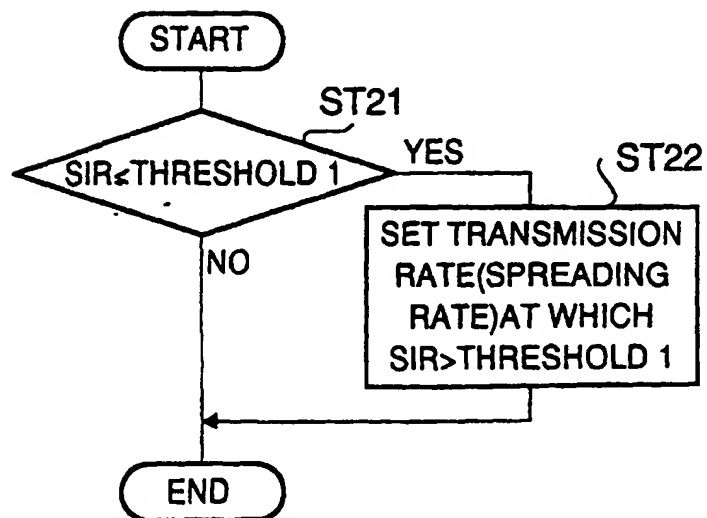 START
ST21
SIR≤THRESHOLD 1
YES
ST22
SET TRANSMISSION
RATE(SPREADING
RATE)AT WHICH
SIR>THRESHOLD 1
NO
END